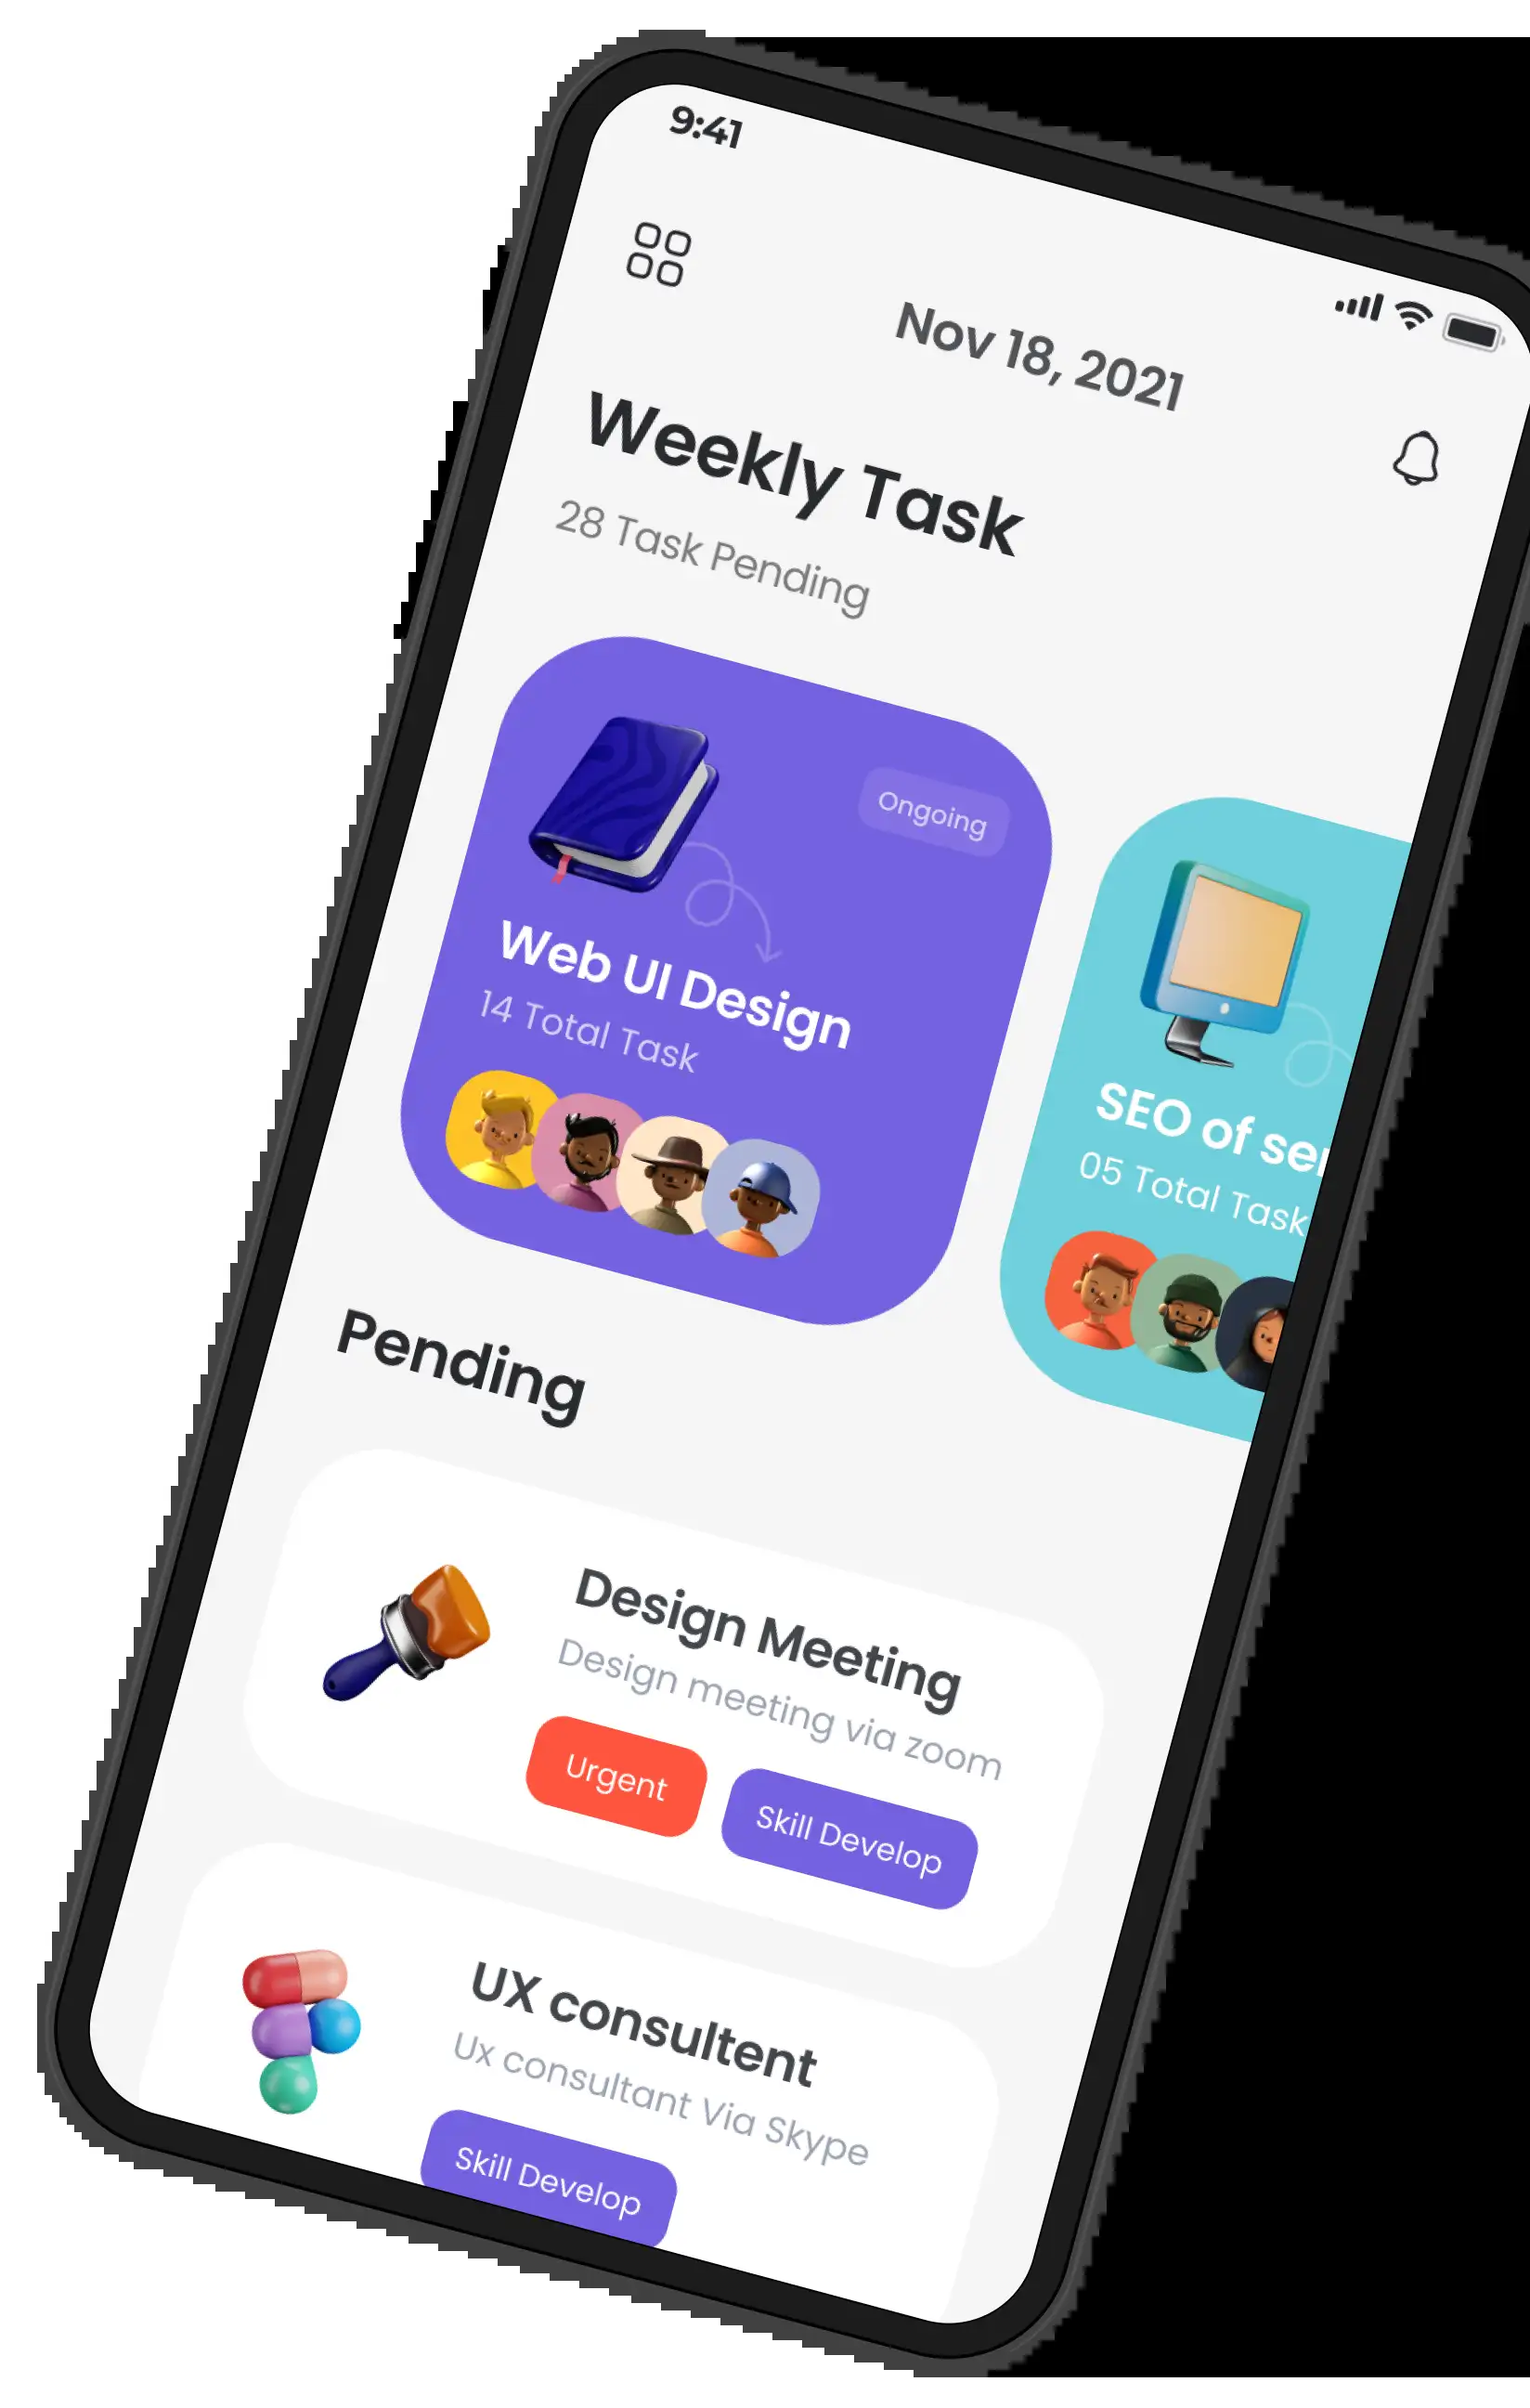 9:41
Nov 18, 2021
Weekly Task
28 Task Pending
Ongoing
Web UI Design
14 Total Task
SEO of
05 Total Task
Pending
Design Meeting
Design meeting via zoom
Urgent
Skill Develop
UX consultent
Ux consultant Via Skype
Skill Develop